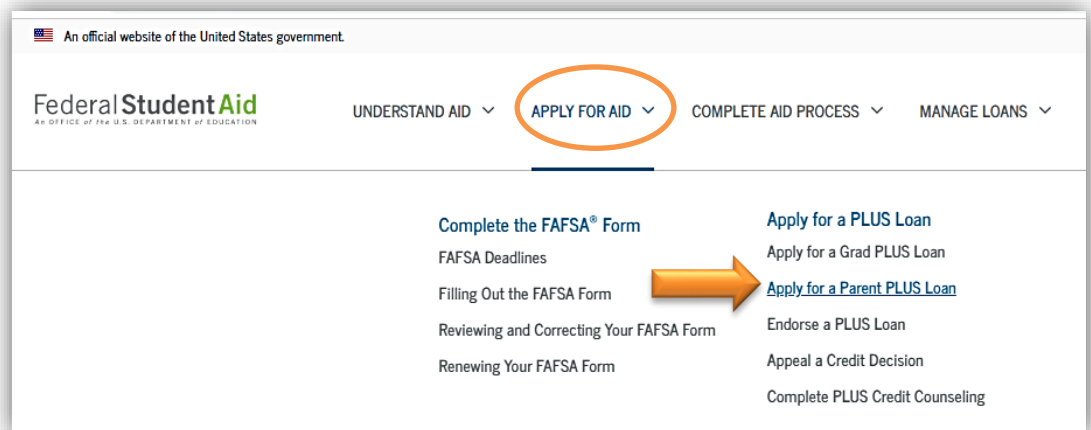 An official website of the United States government.
Federal Student Aid
An OFFICE of the U.S. DEPARTMENT of EDUCATION
UNDERSTAND AID
APPLY FOR AID
COMPLETE AID PROCESS
MANAGE LOANS
Complete the FAFSA® Form
FAFSA Deadlines
Filling Out the FAFSA Form
Reviewing and Correcting Your FAFSA Form
Renewing Your FAFSA Form
Apply for a PLUS Loan
Apply for a Grad PLUS Loan
Apply for a Parent PLUS Loan
Endorse a PLUS Loan
Appeal a Credit Decision
Complete PLUS Credit Counseling